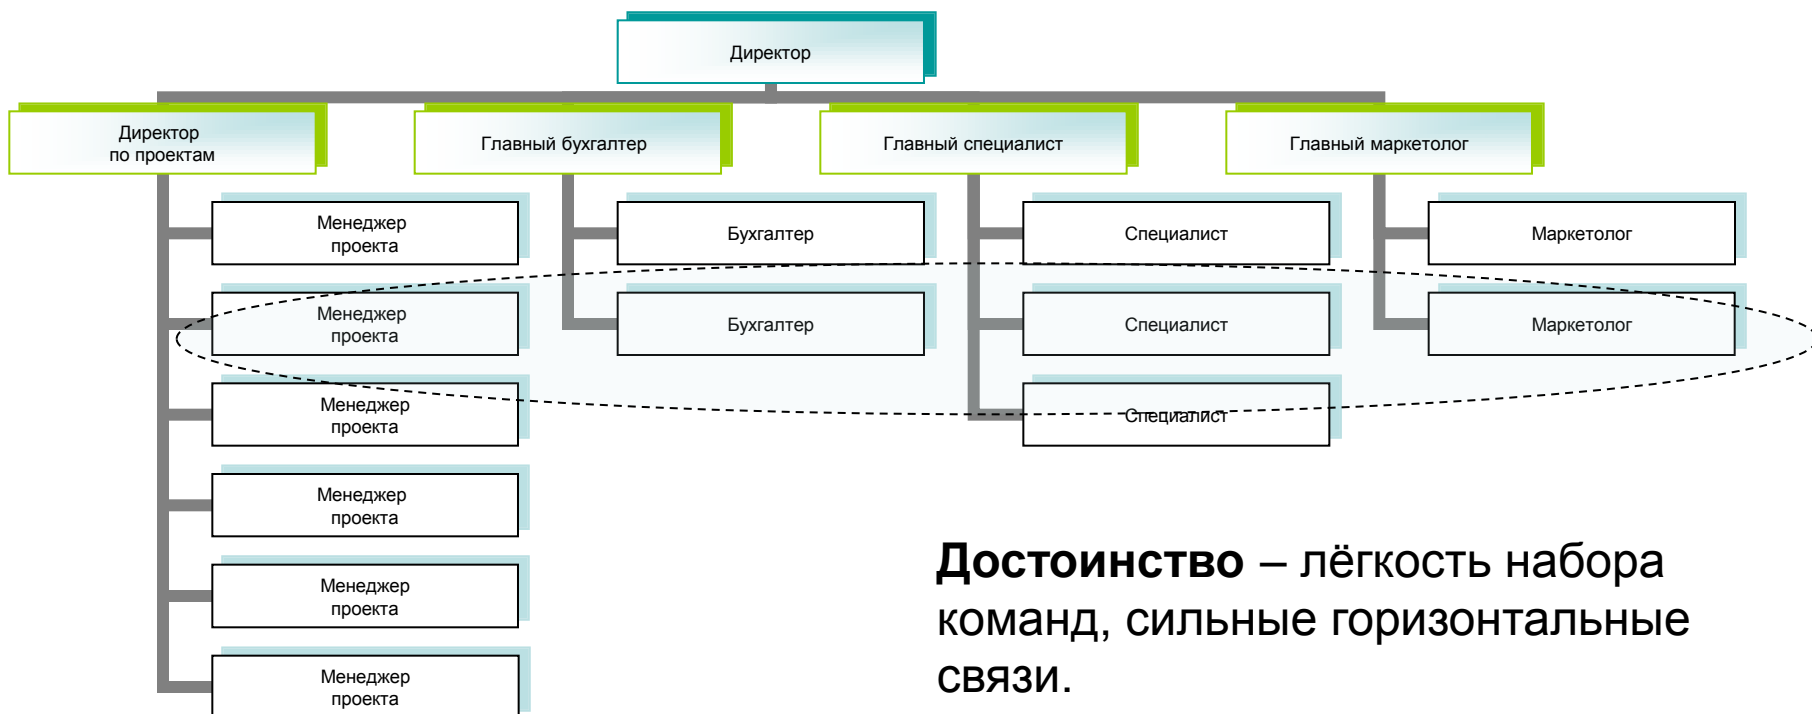 Директор
Директор
по проектам
Главный бухгалтер
Главный специалист
Главный маркетолог
Менеджер
проекта
Бухгалтер
Специалист
Маркетолог
Менеджер
проекта
Бухгалтер
Специалист
Маркетолог
Менеджер
проекта
Специалист
Менеджер
проекта
Менеджер
проекта
Менеджер
проекта
Достоинство – лёгкость набора
команд, сильные горизонтальные
связи.